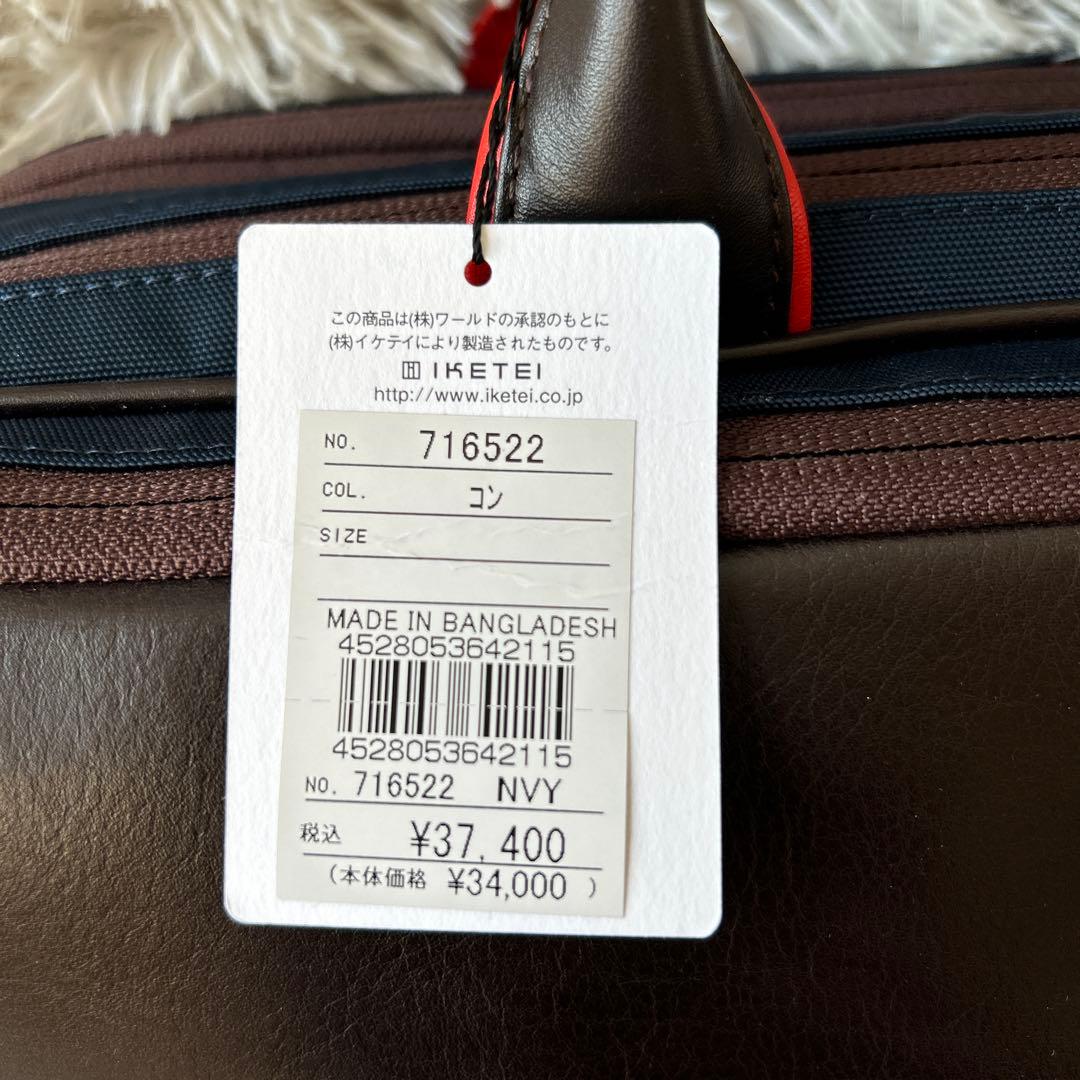 この商品は(株)ワールドの承認のもとに
(株)イケテイにより製造されたものです。
IKETEI
http://www.iketei.co.jp
NO. 716522
COL. コン
SIZE
MADE IN BANGLADESH
4528053642115
4528053642115
NO. 716522 NVY
税込 ¥37,400
(本体価格 ¥34,000 )